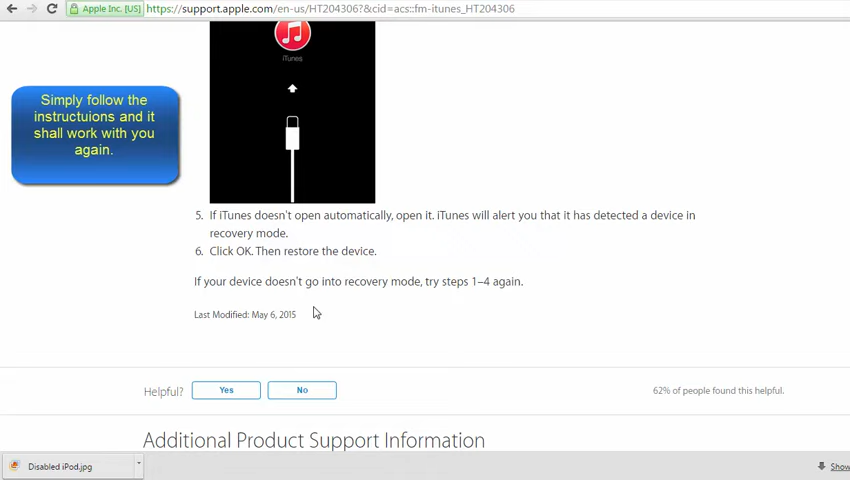 Apple Inc. [US] https://support.apple.com/en-us/HT204306?&cid=acs::fm-itunes_HT204306
iTunes
Simply follow the
instructuions and it
shall work with you
again.
5. If iTunes doesn't open automatically, open it. iTunes will alert you that it has detected a device in
recovery mode.
6. Click OK. Then restore the device.
If your device doesn't go into recovery mode, try steps 1–4 again.
Last Modified: May 6, 2015
Helpful? Yes No 62% of people found this helpful.
Additional Product Support Information
Disabled iPod.jpg Show